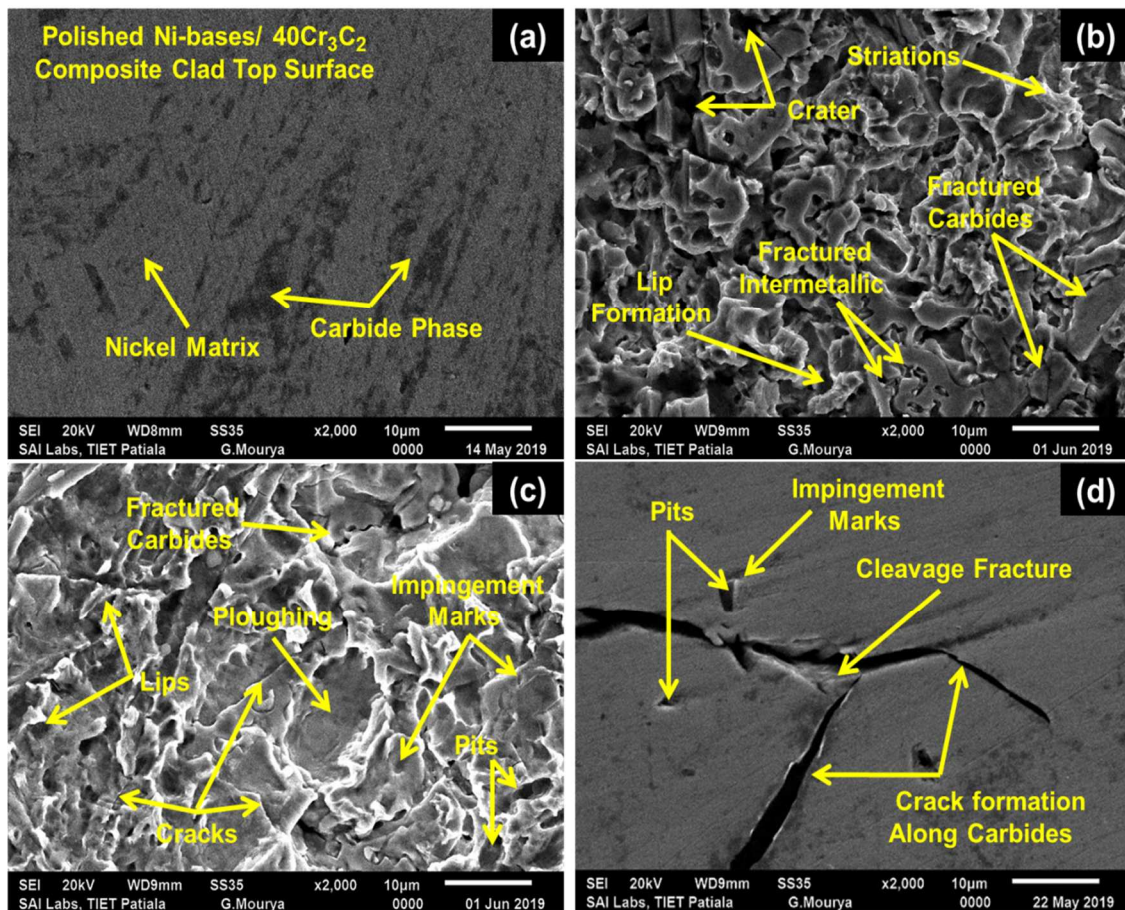 (a)
Polished Ni-bases/ 40Cr₃C₂
Composite Clad Top Surface
Nickel Matrix
Carbide Phase
SEI 20kV WD8mm SS35 x2,000 10µm
SAI Labs, TIET Patiala G.Mourya 0000 14 May 2019
(b)
Striations
Crater
Fractured
Carbides
Fractured
Intermetallic
Lip
Formation
SEI 20kV WD9mm SS35 x2,000 10µm
SAI Labs, TIET Patiala G.Mourya 0000 01 Jun 2019
(c)
Fractured
Carbides
Ploughing
Impingement
Marks
Lips
Pits
Cracks
SEI 20kV WD9mm SS35 x2,000 10µm
SAI Labs, TIET Patiala G.Mourya 0000 01 Jun 2019
(d)
Impingement
Marks
Pits
Cleavage Fracture
Crack formation
Along Carbides
SEI 20kV WD9mm SS35 x2,000 10µm
SAI Labs, TIET Patiala G.Mourya 0000 22 May 2019